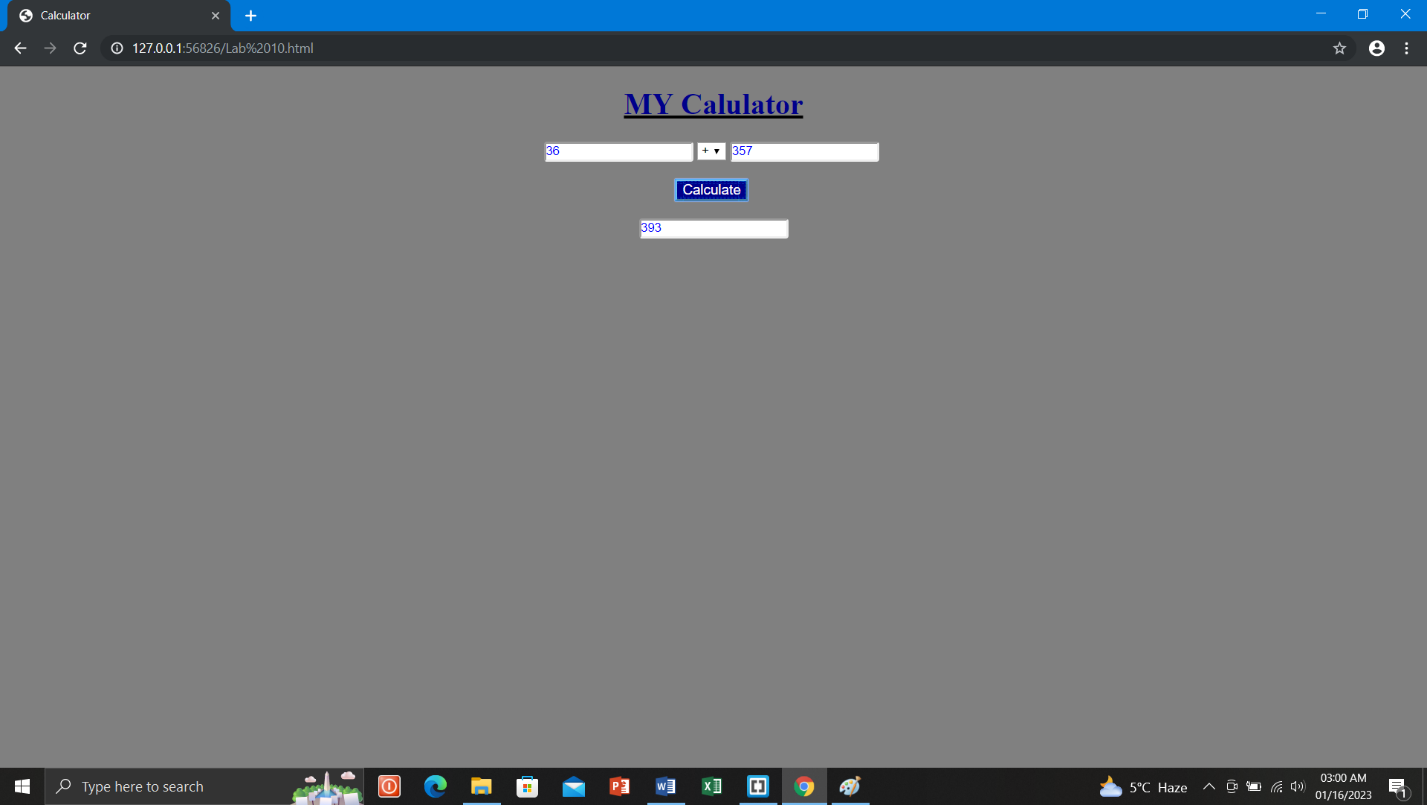 Calculator
127.0.0.1:56826/Lab%2010.html
MY Calulator
36 + 357
Calculate
393
Type here to search
5°C Haze
03:00 AM
01/16/2023
1